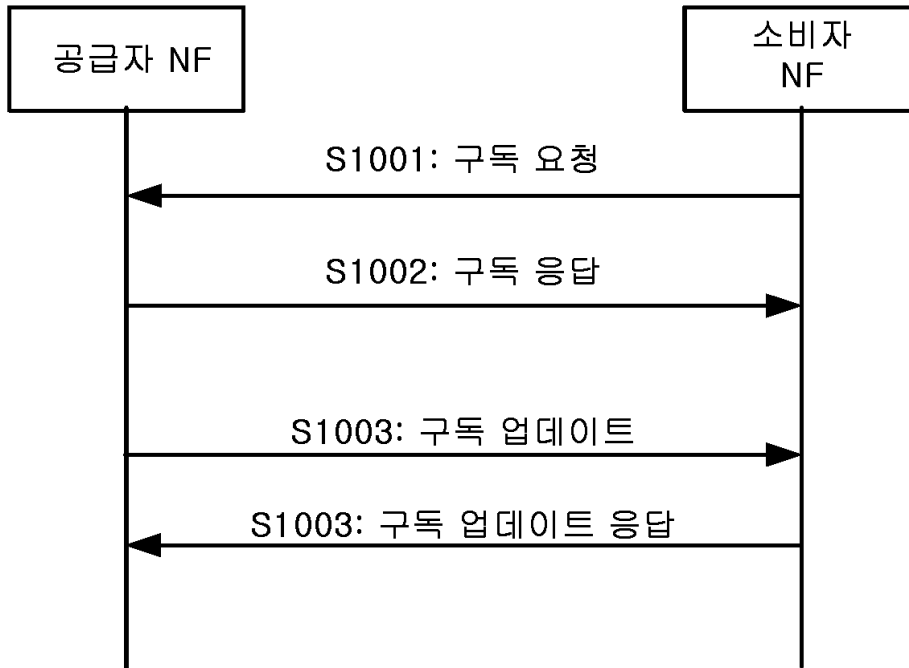 공급자 NF
소비자
NF
S1001: 구독 요청
S1002: 구독 응답
S1003: 구독 업데이트
S1003: 구독 업데이트 응답